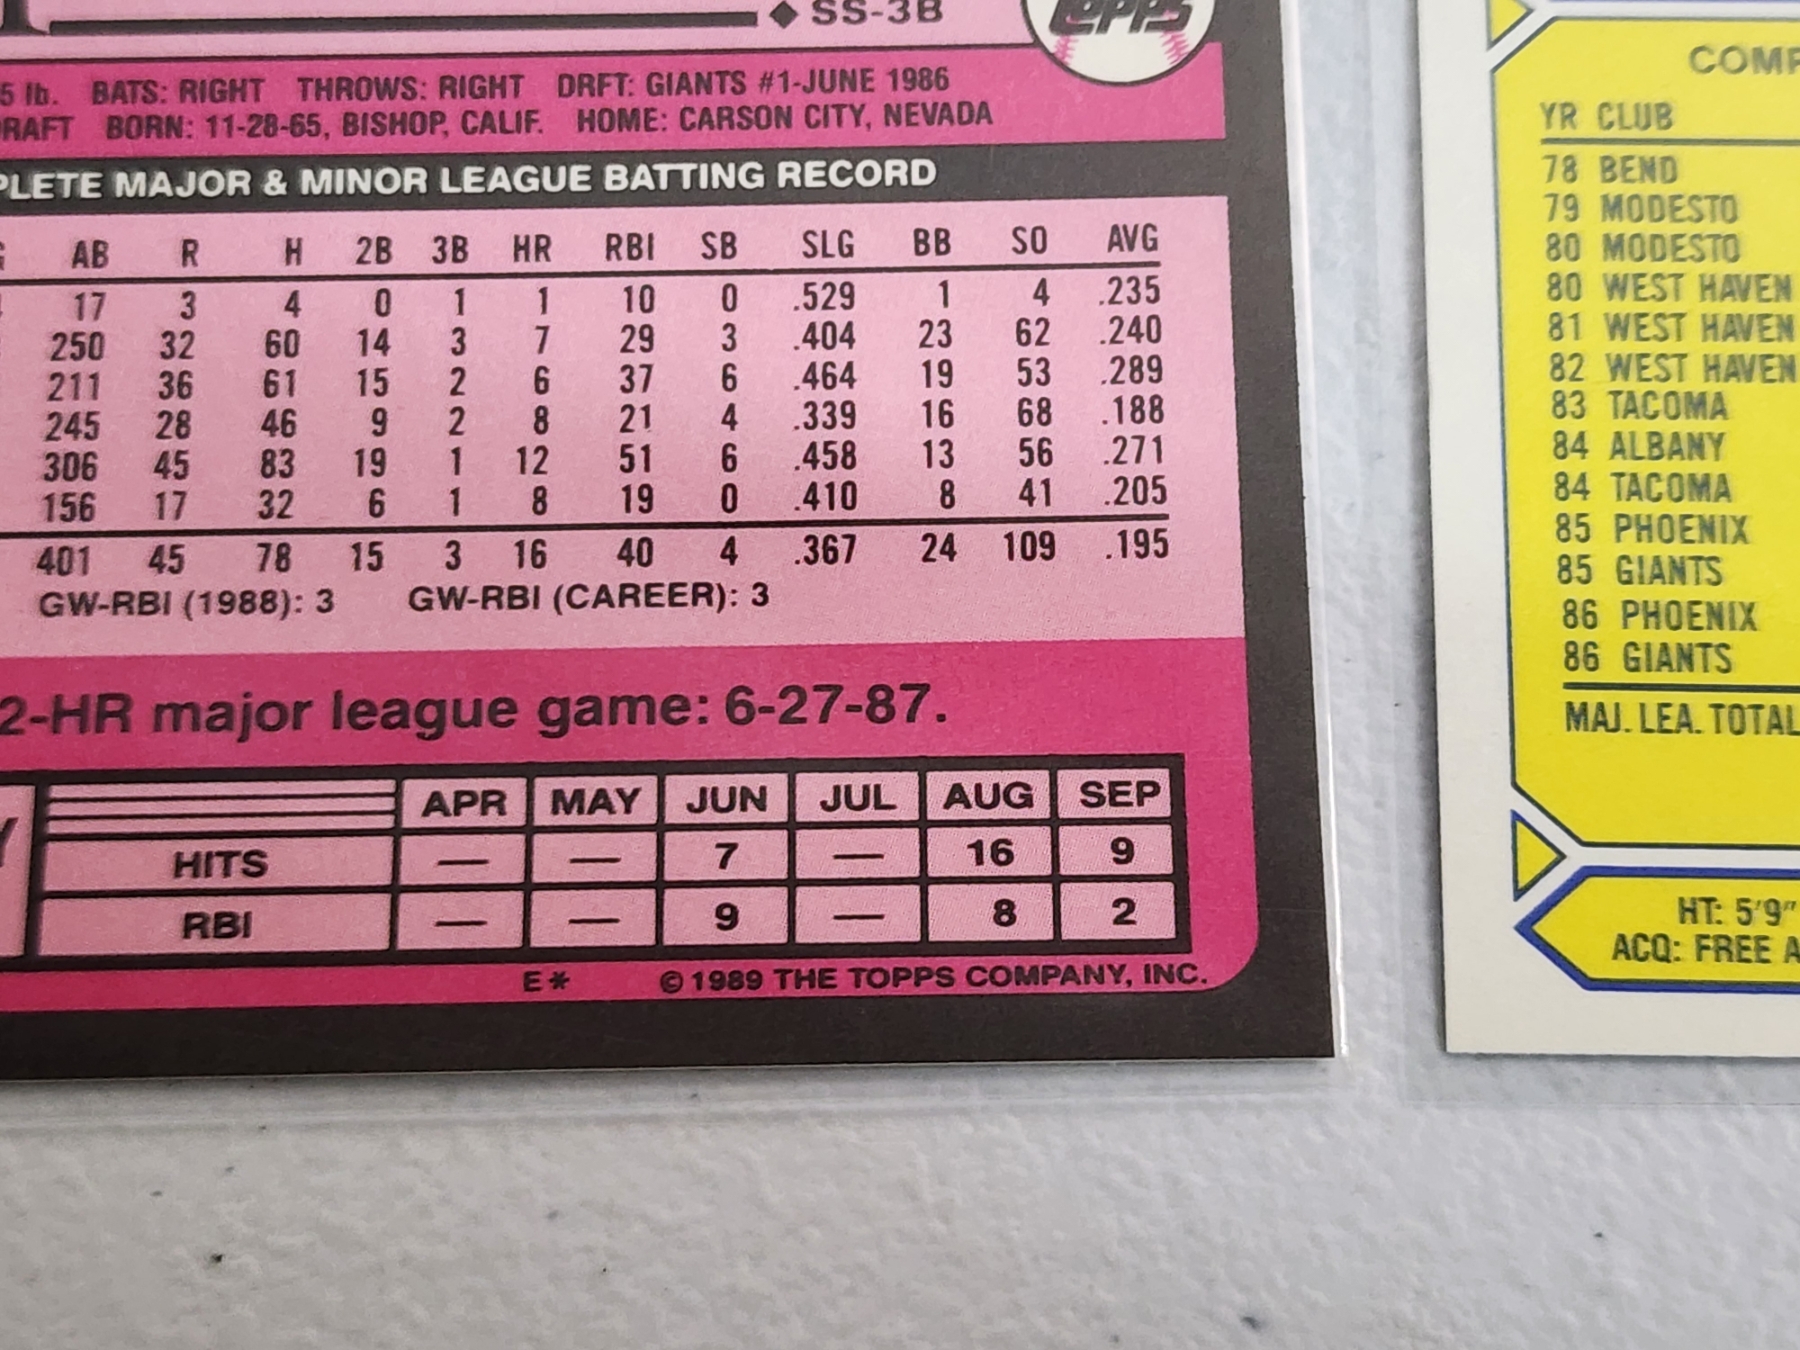 ◆ SS-3B
TOPPS
5 lb. BATS: RIGHT THROWS: RIGHT DRFT: GIANTS #1-JUNE 1986
RAFT BORN: 11-28-65, BISHOP, CALIF. HOME: CARSON CITY, NEVADA
PLETE MAJOR & MINOR LEAGUE BATTING RECORD
G AB R H 2B 3B HR RBI SB SLG BB SO AVG
17 3 4 0 1 1 10 0 .529 1 4 .235
250 32 60 14 3 7 29 3 .404 23 62 .240
211 36 61 15 2 6 37 6 .464 19 53 .289
245 28 46 9 2 8 21 4 .339 16 68 .188
306 45 83 19 1 12 51 6 .458 13 56 .271
156 17 32 6 1 8 19 0 .410 8 41 .205
401 45 78 15 3 16 40 4 .367 24 109 .195
GW-RBI (1988): 3 GW-RBI (CAREER): 3
2-HR major league game: 6-27-87.
Y
APR MAY JUN JUL AUG SEP
HITS — — 7 — 16 9
RBI — — 9 — 8 2
E* © 1989 THE TOPPS COMPANY, INC.
COMP
YR CLUB
78 BEND
79 MODESTO
80 MODESTO
80 WEST HAVEN
81 WEST HAVEN
82 WEST HAVEN
83 TACOMA
84 ALBANY
84 TACOMA
85 PHOENIX
85 GIANTS
86 PHOENIX
86 GIANTS
MAJ. LEA. TOTAL
HT: 5'9"
ACQ: FREE A